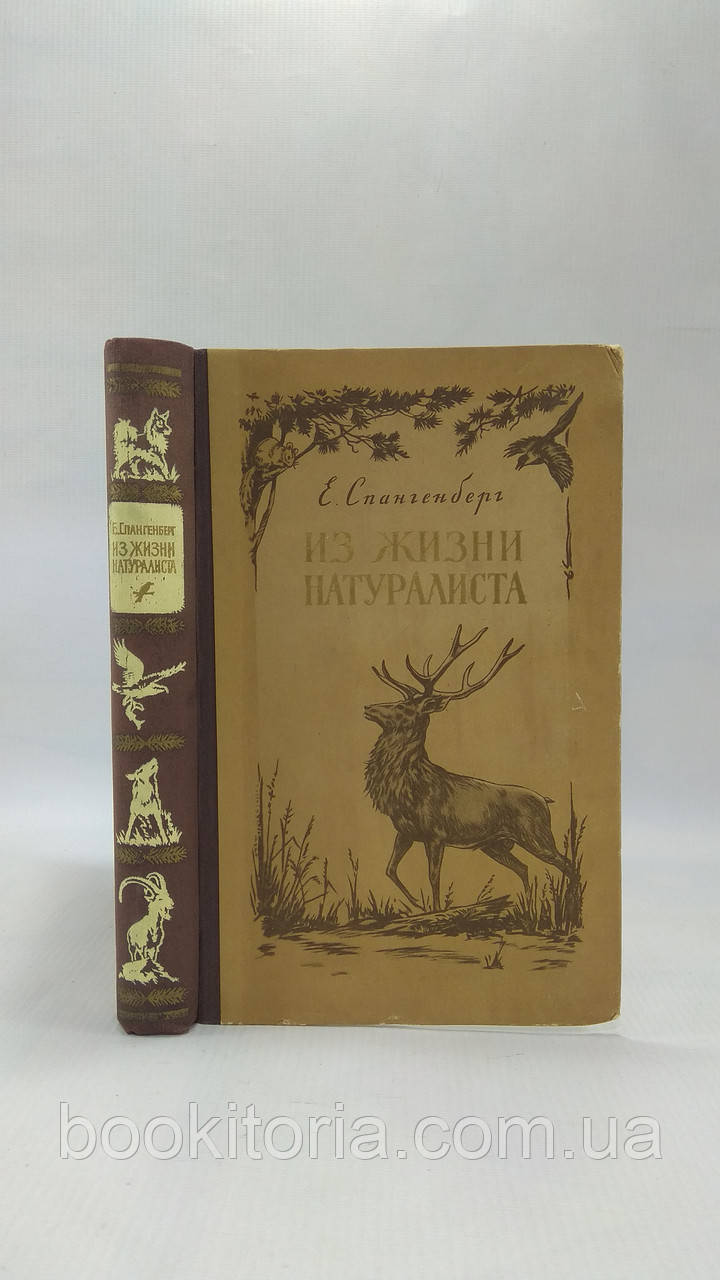 Е. Спангенберг
ИЗ ЖИЗНИ
НАТУРАЛИСТА
Е. СПАНГЕНБЕРГ
ИЗ ЖИЗНИ
НАТУРАЛИСТА
bookitoria.com.ua